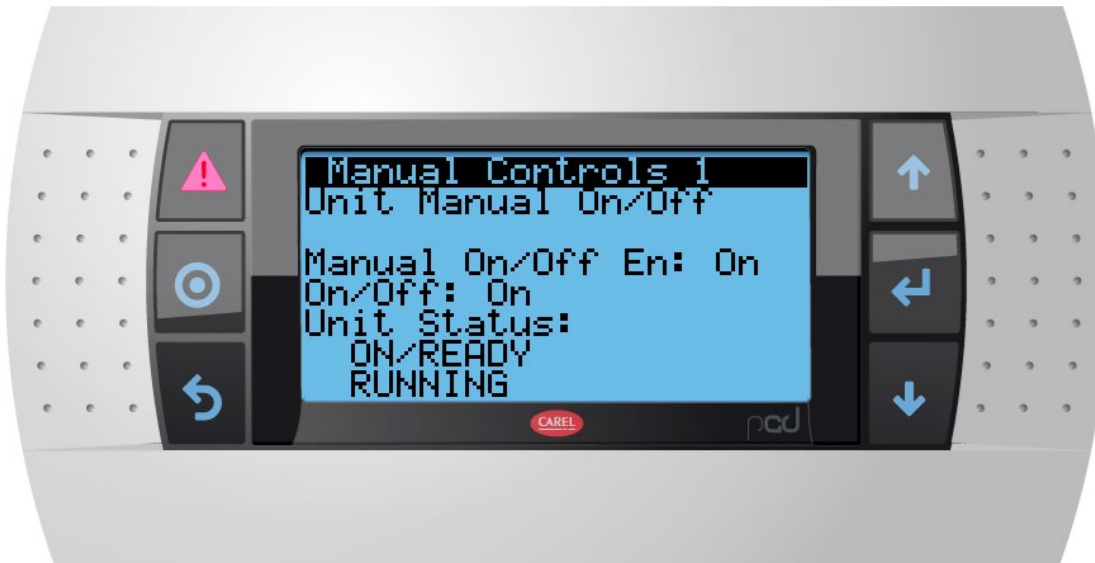 Manual Controls 1
Unit Manual On/Off
Manual On/Off En: On
On/Off: On
Unit Status:
ON/READY
RUNNING
CAREL
pGD